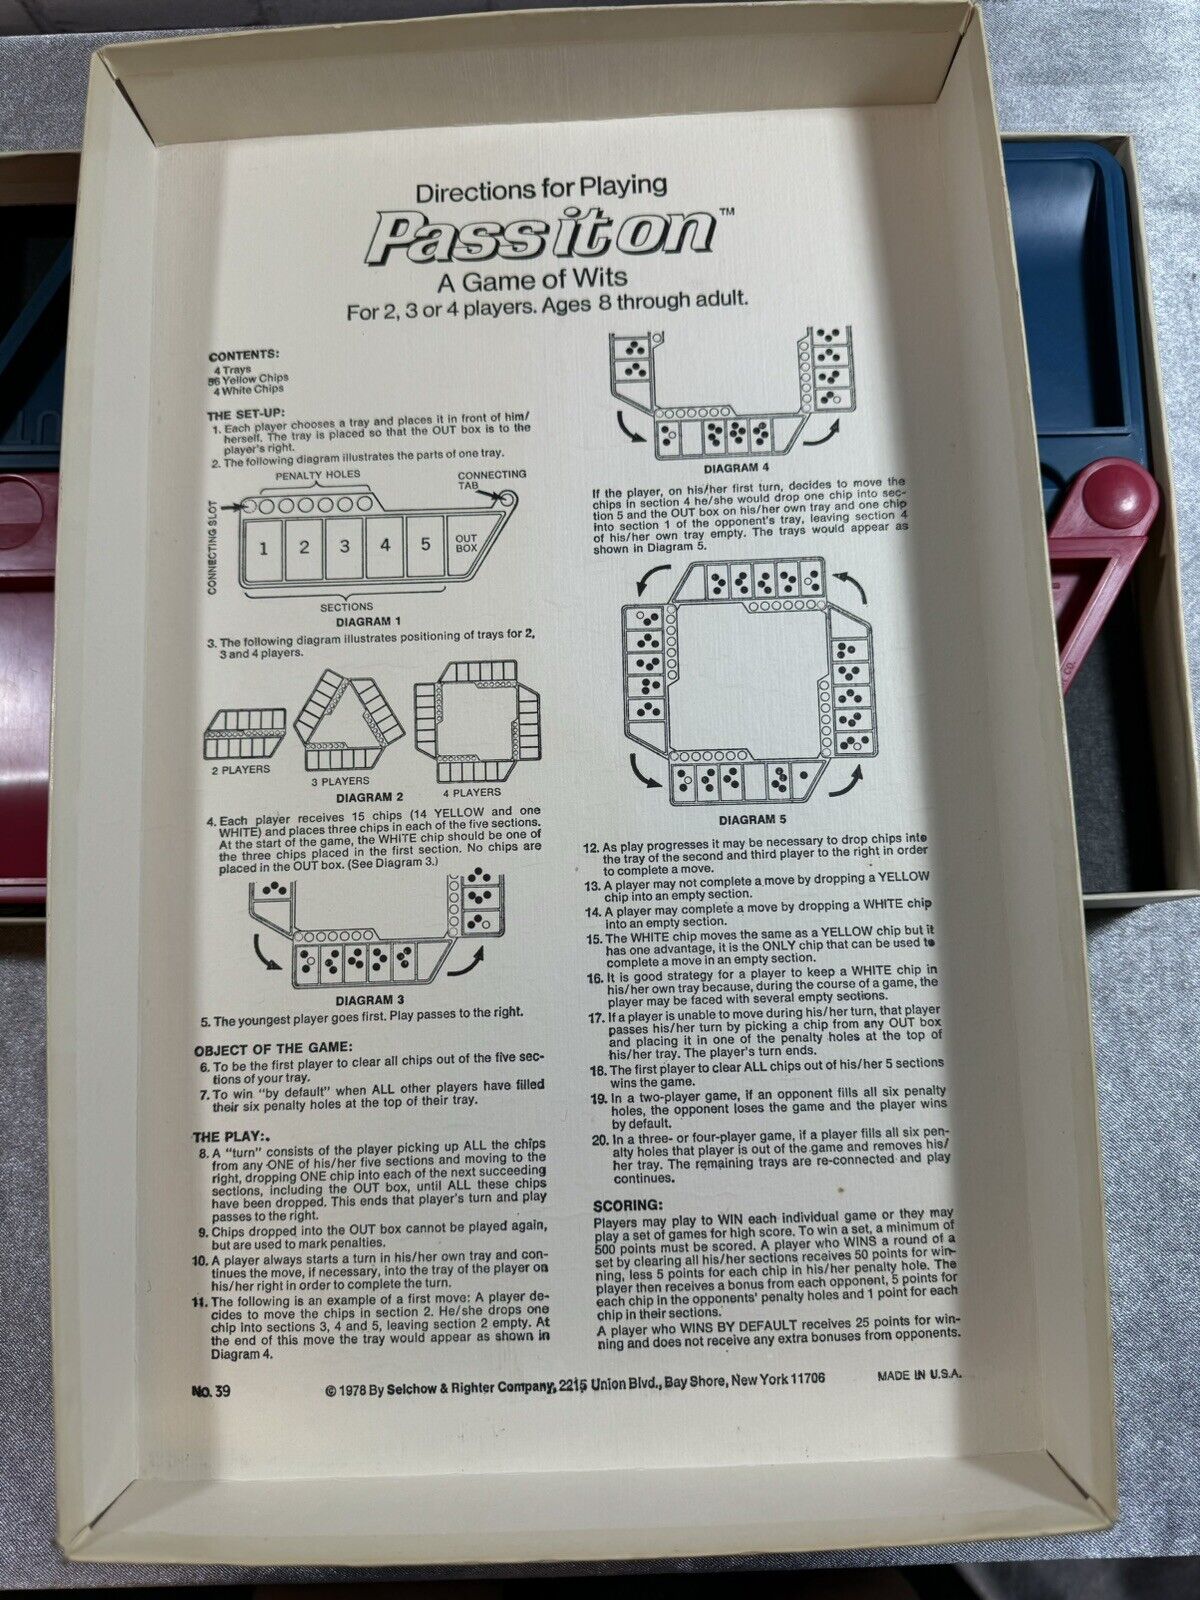 Directions for Playing
Pass it on™
A Game of Wits
For 2, 3 or 4 players. Ages 8 through adult.
CONTENTS:
4 Trays
56 Yellow Chips
4 White Chips
THE SET-UP:
1. Each player chooses a tray and places it in front of him/
herself. The tray is placed so that the OUT box is to the
player's right.
2. The following diagram illustrates the parts of one tray.
PENALTY HOLES
CONNECTING
TAB
CONNECTING SLOT
1 2 3 4 5 OUT
BOX
SECTIONS
DIAGRAM 1
3. The following diagram illustrates positioning of trays for 2,
3 and 4 players.
2 PLAYERS
3 PLAYERS
4 PLAYERS
DIAGRAM 2
4. Each player receives 15 chips (14 YELLOW and one
WHITE) and places three chips in each of the five sections.
At the start of the game, the WHITE chip should be one of
the three chips placed in the first section. No chips are
placed in the OUT box. (See Diagram 3.)
DIAGRAM 3
5. The youngest player goes first. Play passes to the right.
OBJECT OF THE GAME:
6. To be the first player to clear all chips out of the five sec-
tions of your tray.
7. To win "by default" when ALL other players have filled
their six penalty holes at the top of their tray.
THE PLAY:.
8. A "turn" consists of the player picking up ALL the chips
from any ONE of his/her five sections and moving to the
right, dropping ONE chip into each of the next succeeding
sections, including the OUT box, until ALL these chips
have been dropped. This ends that player's turn and play
passes to the right.
9. Chips dropped into the OUT box cannot be played again,
but are used to mark penalties.
10. A player always starts a turn in his/her own tray and con-
tinues the move, if necessary, into the tray of the player on
his/her right in order to complete the turn.
11. The following is an example of a first move: A player de-
cides to move the chips in section 2. He/she drops one
chip into sections 3, 4 and 5, leaving section 2 empty. At
the end of this move the tray would appear as shown in
Diagram 4.
DIAGRAM 4
If the player, on his/her first turn, decides to move the
chips in section 4 he/she would drop one chip into sec-
tion 5 and the OUT box on his/her own tray and one chip
into section 1 of the opponent's tray, leaving section 4
of his/her own tray empty. The trays would appear as
shown in Diagram 5.
DIAGRAM 5
12. As play progresses it may be necessary to drop chips into
the tray of the second and third player to the right in order
to complete a move.
13. A player may not complete a move by dropping a YELLOW
chip into an empty section.
14. A player may complete a move by dropping a WHITE chip
into an empty section.
15. The WHITE chip moves the same as a YELLOW chip but it
has one advantage, it is the ONLY chip that can be used to
complete a move in an empty section.
16. It is good strategy for a player to keep a WHITE chip in
his/her own tray because, during the course of a game, the
player may be faced with several empty sections.
17. If a player is unable to move during his/her turn, that player
passes his/her turn by picking a chip from any OUT box
and placing it in one of the penalty holes at the top of
his/her tray. The player's turn ends.
18. The first player to clear ALL chips out of his/her 5 sections
wins the game.
19. In a two-player game, if an opponent fills all six penalty
holes, the opponent loses the game and the player wins
by default.
20. In a three- or four-player game, if a player fills all six pen-
alty holes that player is out of the game and removes his/
her tray. The remaining trays are re-connected and play
continues.
SCORING:
Players may play to WIN each individual game or they may
play a set of games for high score. To win a set, a minimum of
500 points must be scored. A player who WINS a round of a
set by clearing all his/her sections receives 50 points for win-
ning, less 5 points for each chip in his/her penalty hole. The
player then receives a bonus from each opponent, 5 points for
each chip in the opponents' penalty holes and 1 point for each
chip in their sections.
A player who WINS BY DEFAULT receives 25 points for win-
ning and does not receive any extra bonuses from opponents.
No. 39
© 1978 By Selchow & Righter Company, 2215 Union Blvd., Bay Shore, New York 11706
MADE IN U.S.A.